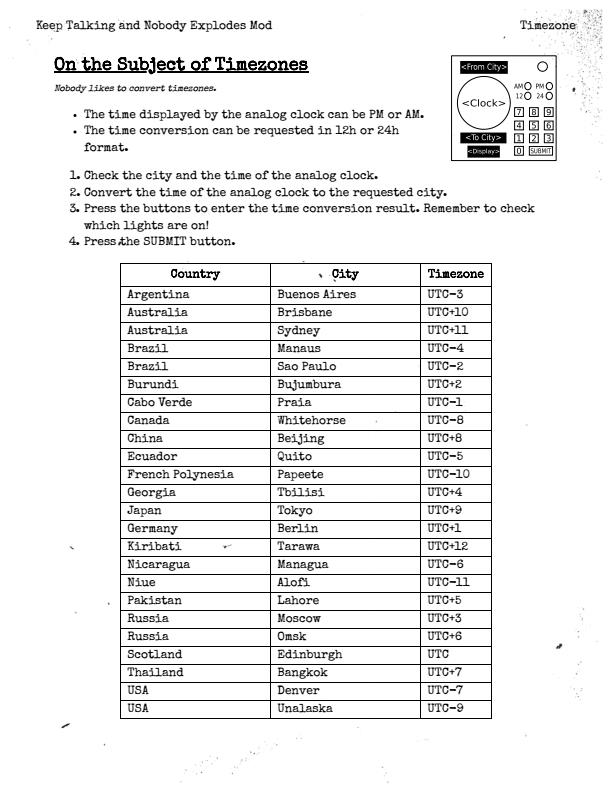 Keep Talking and Nobody Explodes Mod Timezone
On the Subject of Timezones
Nobody likes to convert timezones.
• The time displayed by the analog clock can be PM or AM.
• The time conversion can be requested in 12h or 24h
format.
<From City>
<Clock>
AM PM
12 24
7 8 9
4 5 6
<To City> 1 2 3
<Display> 0 SUBMIT
1. Check the city and the time of the analog clock.
2. Convert the time of the analog clock to the requested city.
3. Press the buttons to enter the time conversion result. Remember to check
which lights are on!
4. Press the SUBMIT button.
Country City Timezone
Argentina Buenos Aires UTC-3
Australia Brisbane UTC+10
Australia Sydney UTC+11
Brazil Manaus UTC-4
Brazil Sao Paulo UTC-2
Burundi Bujumbura UTC+2
Cabo Verde Praia UTC-1
Canada Whitehorse UTC-8
China Beijing UTC+8
Ecuador Quito UTC-5
French Polynesia Papeete UTC-10
Georgia Tbilisi UTC+4
Japan Tokyo UTC+9
Germany Berlin UTC+1
Kiribati Tarawa UTC+12
Nicaragua Managua UTC-6
Niue Alofi UTC-11
Pakistan Lahore UTC+5
Russia Moscow UTC+3
Russia Omsk UTC+6
Scotland Edinburgh UTC
Thailand Bangkok UTC+7
USA Denver UTC-7
USA Unalaska UTC-9